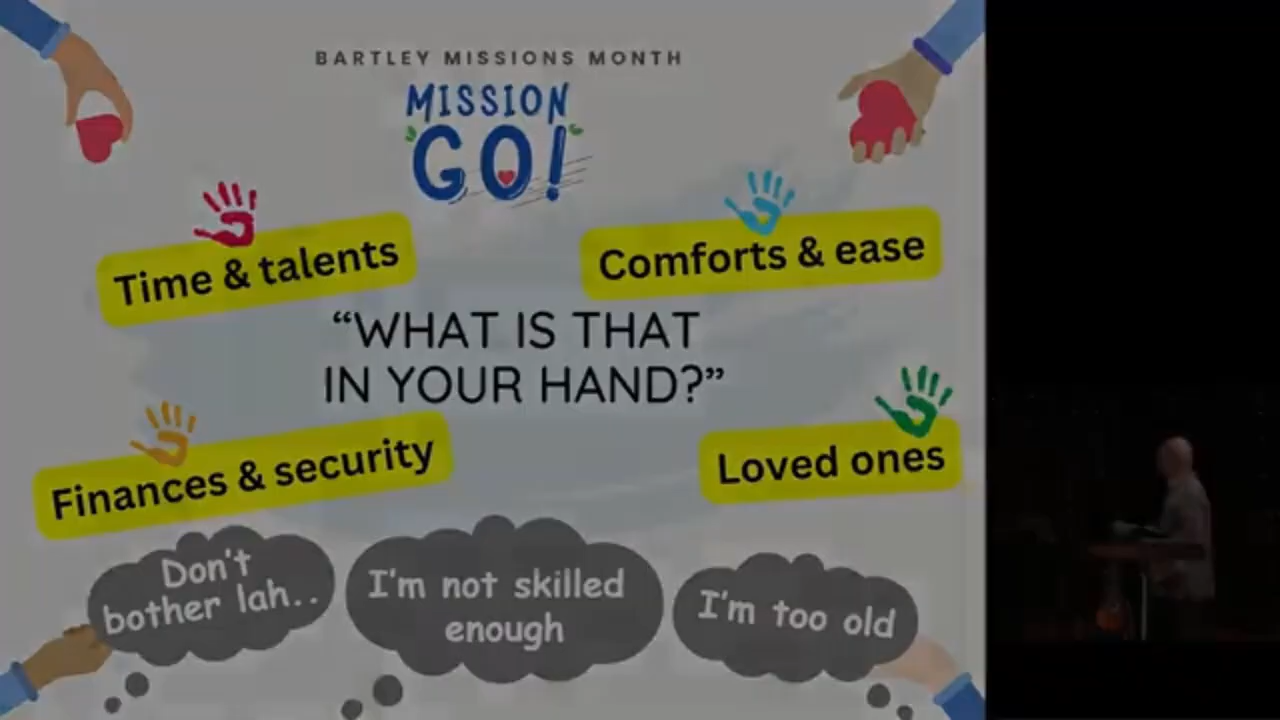 BARTLEY MISSIONS MONTH
MISSION
GO!
Time & talents
Comforts & ease
“WHAT IS THAT
IN YOUR HAND?”
Finances & security
Loved ones
Don't
bother lah..
I'm not skilled
enough
I'm too old